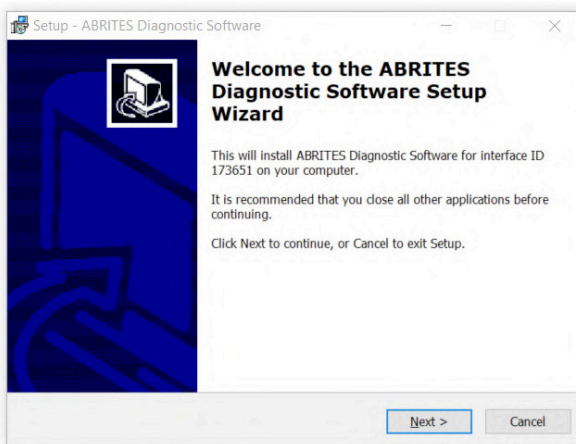 Setup - ABRITES Diagnostic Software
Welcome to the ABRITES
Diagnostic Software Setup
Wizard
This will install ABRITES Diagnostic Software for interface ID
173651 on your computer.
It is recommended that you close all other applications before
continuing.
Click Next to continue, or Cancel to exit Setup.
Next >
Cancel